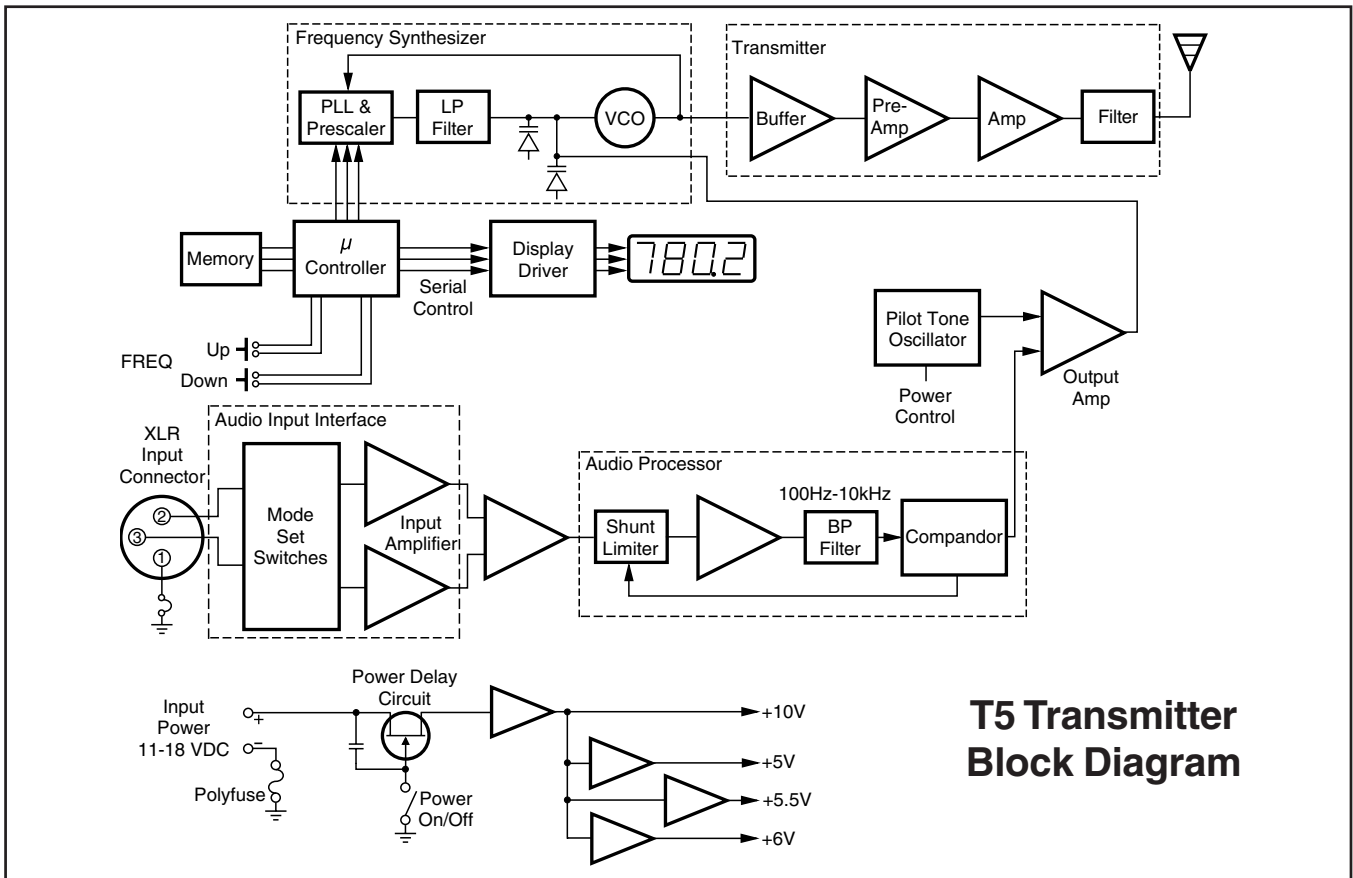 Frequency Synthesizer
Transmitter
PLL &
Prescaler
LP
Filter
VCO
Buffer
Pre-
Amp
Amp
Filter
Memory
μ
Controller
Serial
Control
Display
Driver
780.2
FREQ
Up
Down
Pilot Tone
Oscillator
Power
Control
Output
Amp
XLR
Input
Connector
2
3
1
Audio Input Interface
Mode
Set
Switches
Input
Amplifier
Audio Processor
Shunt
Limiter
100Hz-10kHz
BP
Filter
Compandor
Input
Power
11-18 VDC
+
−
Polyfuse
Power Delay
Circuit
Power
On/Off
+10V
+5V
+5.5V
+6V
T5 Transmitter
Block Diagram